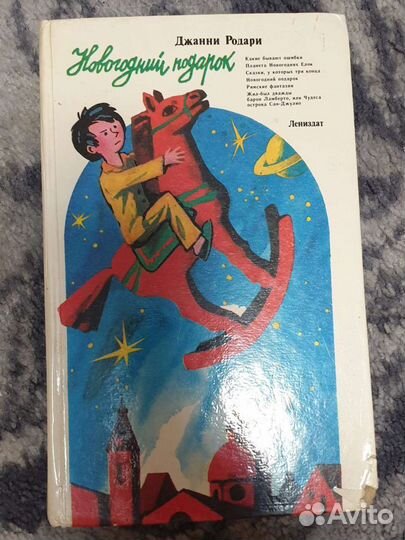 Джанни Родари
Новогодний подарок
Какие бывают ошибки
Планета Новогодних Елок
Сказки, у которых три конца
Новогодний подарок
Римские фантазии
Жил-был дважды
барон Ламберто, или Чудеса
острова Сан-Джулио
Лениздат
Avito